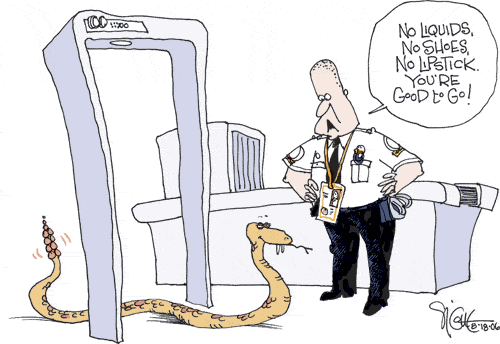 NO LIQUIDS,
NO SHOES,
NO LIPSTICK.
YOU'RE
GOOD to GO!
8-18-06